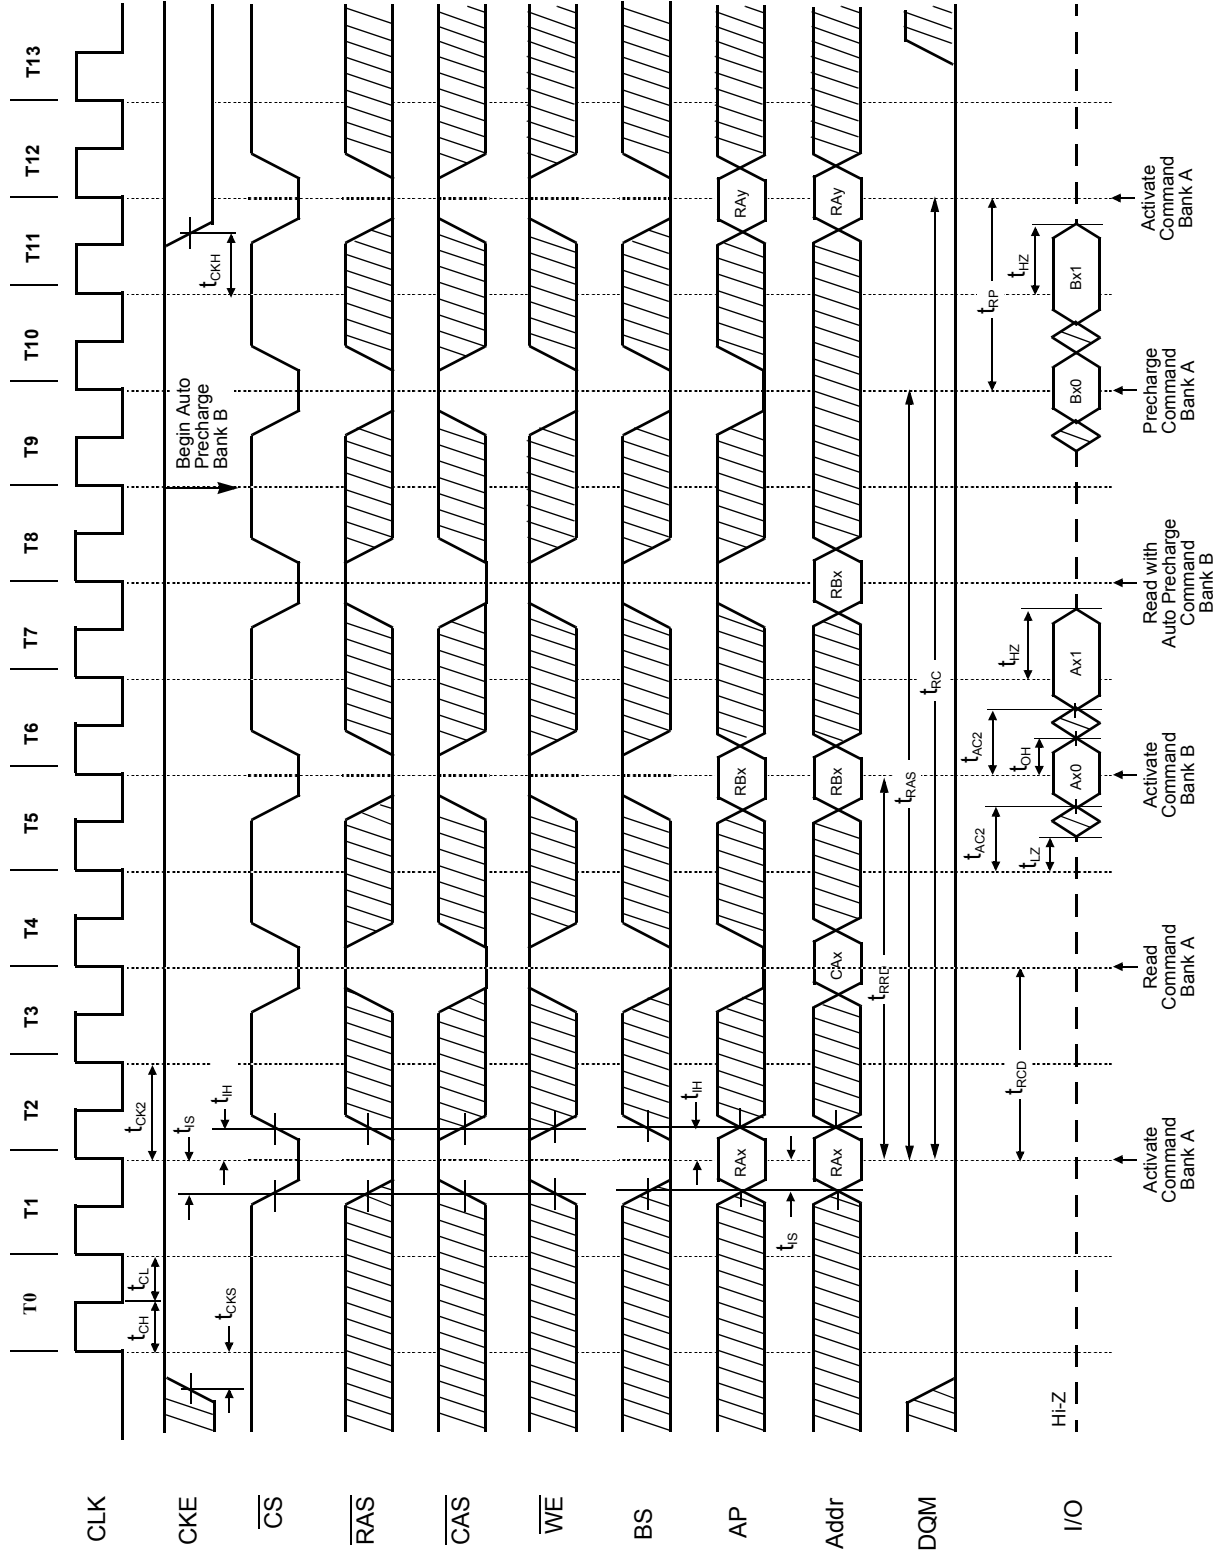 T0 T1 T2 T3 T4 T5 T6 T7 T8 T9 T10 T11 T12 T13
CLK
tCH tCL tCK2
CKE
tCKS tIS tIH
Begin Auto
Precharge
Bank B
tCKH
CS
RAS
CAS
WE
BS
tIH
AP
RAx RBx RAy
tIS
Addr
RAx CAx RBx RBx RAy
tRRD
tRAS
tRC
DQM
tRCD
tAC2 tAC2
tRP
tLZ tOH tHZ tHZ
I/O
Hi-Z
Ax0 Ax1 Bx0 Bx1
Activate
Command
Bank A
Read
Command
Bank A
Activate
Command
Bank B
Read with
Auto Precharge
Command
Bank B
Precharge
Command
Bank A
Activate
Command
Bank A